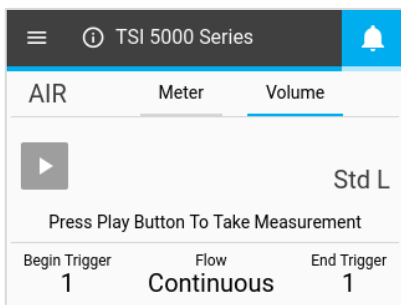 TSI 5000 Series
AIR Meter Volume
Std L
Press Play Button To Take Measurement
Begin Trigger Flow End Trigger
1 Continuous 1